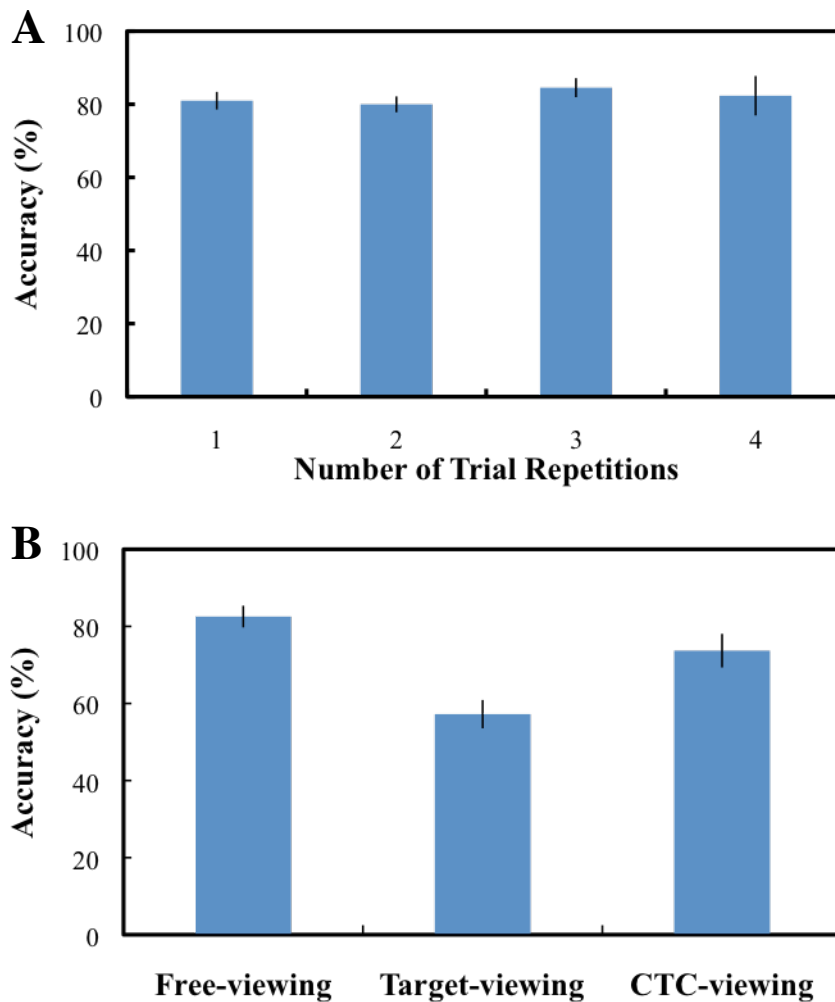 A
100
80
60
40
20
0
Accuracy (%)
1 2 3 4
Number of Trial Repetitions
B
100
80
60
40
20
0
Accuracy (%)
Free-viewing Target-viewing CTC-viewing